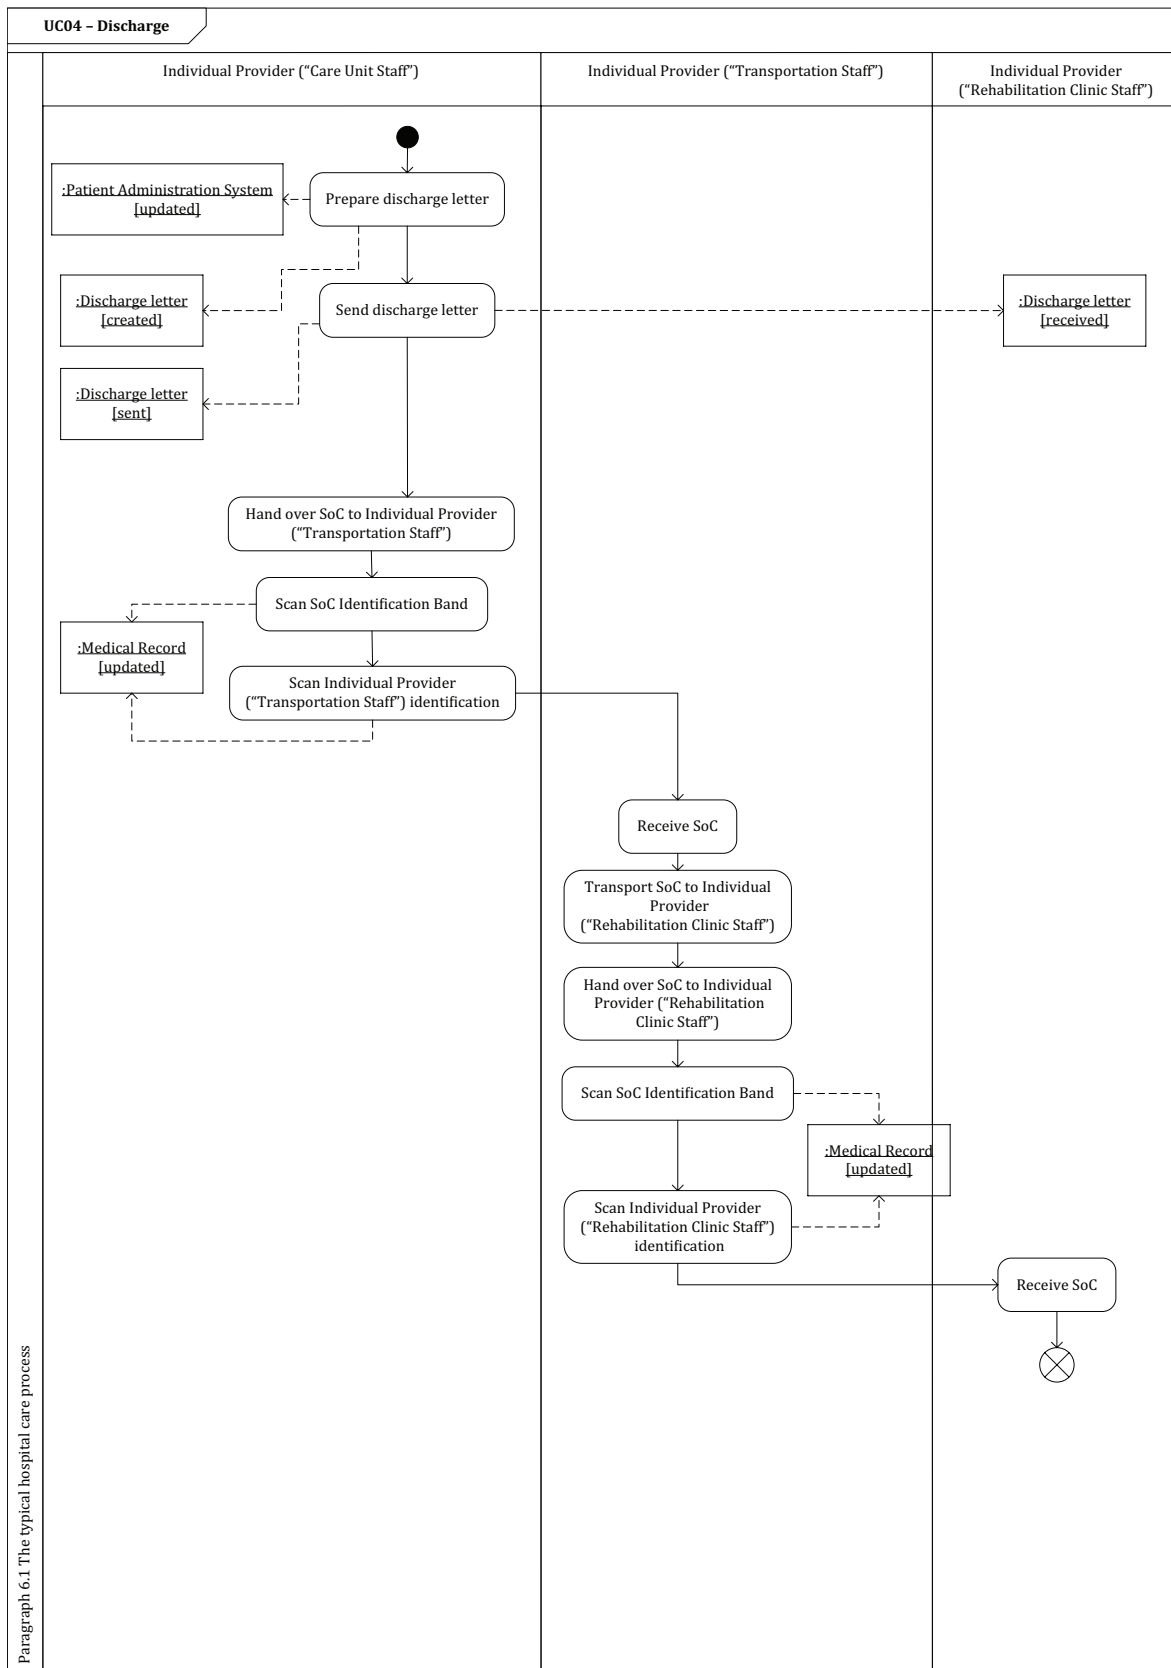 UC04 – Discharge
Individual Provider (“Care Unit Staff”)
Individual Provider (“Transportation Staff”)
Individual Provider
(“Rehabilitation Clinic Staff”)
:Patient Administration System
[updated]
Prepare discharge letter
:Discharge letter
[created]
Send discharge letter
:Discharge letter
[received]
:Discharge letter
[sent]
Hand over SoC to Individual Provider
(“Transportation Staff”)
Scan SoC Identification Band
:Medical Record
[updated]
Scan Individual Provider
(“Transportation Staff”) identification
Receive SoC
Transport SoC to Individual
Provider
(“Rehabilitation Clinic Staff”)
Hand over SoC to Individual
Provider (“Rehabilitation
Clinic Staff”)
Scan SoC Identification Band
:Medical Record
[updated]
Scan Individual Provider
(“Rehabilitation Clinic Staff”)
identification
Receive SoC
Paragraph 6.1 The typical hospital care process